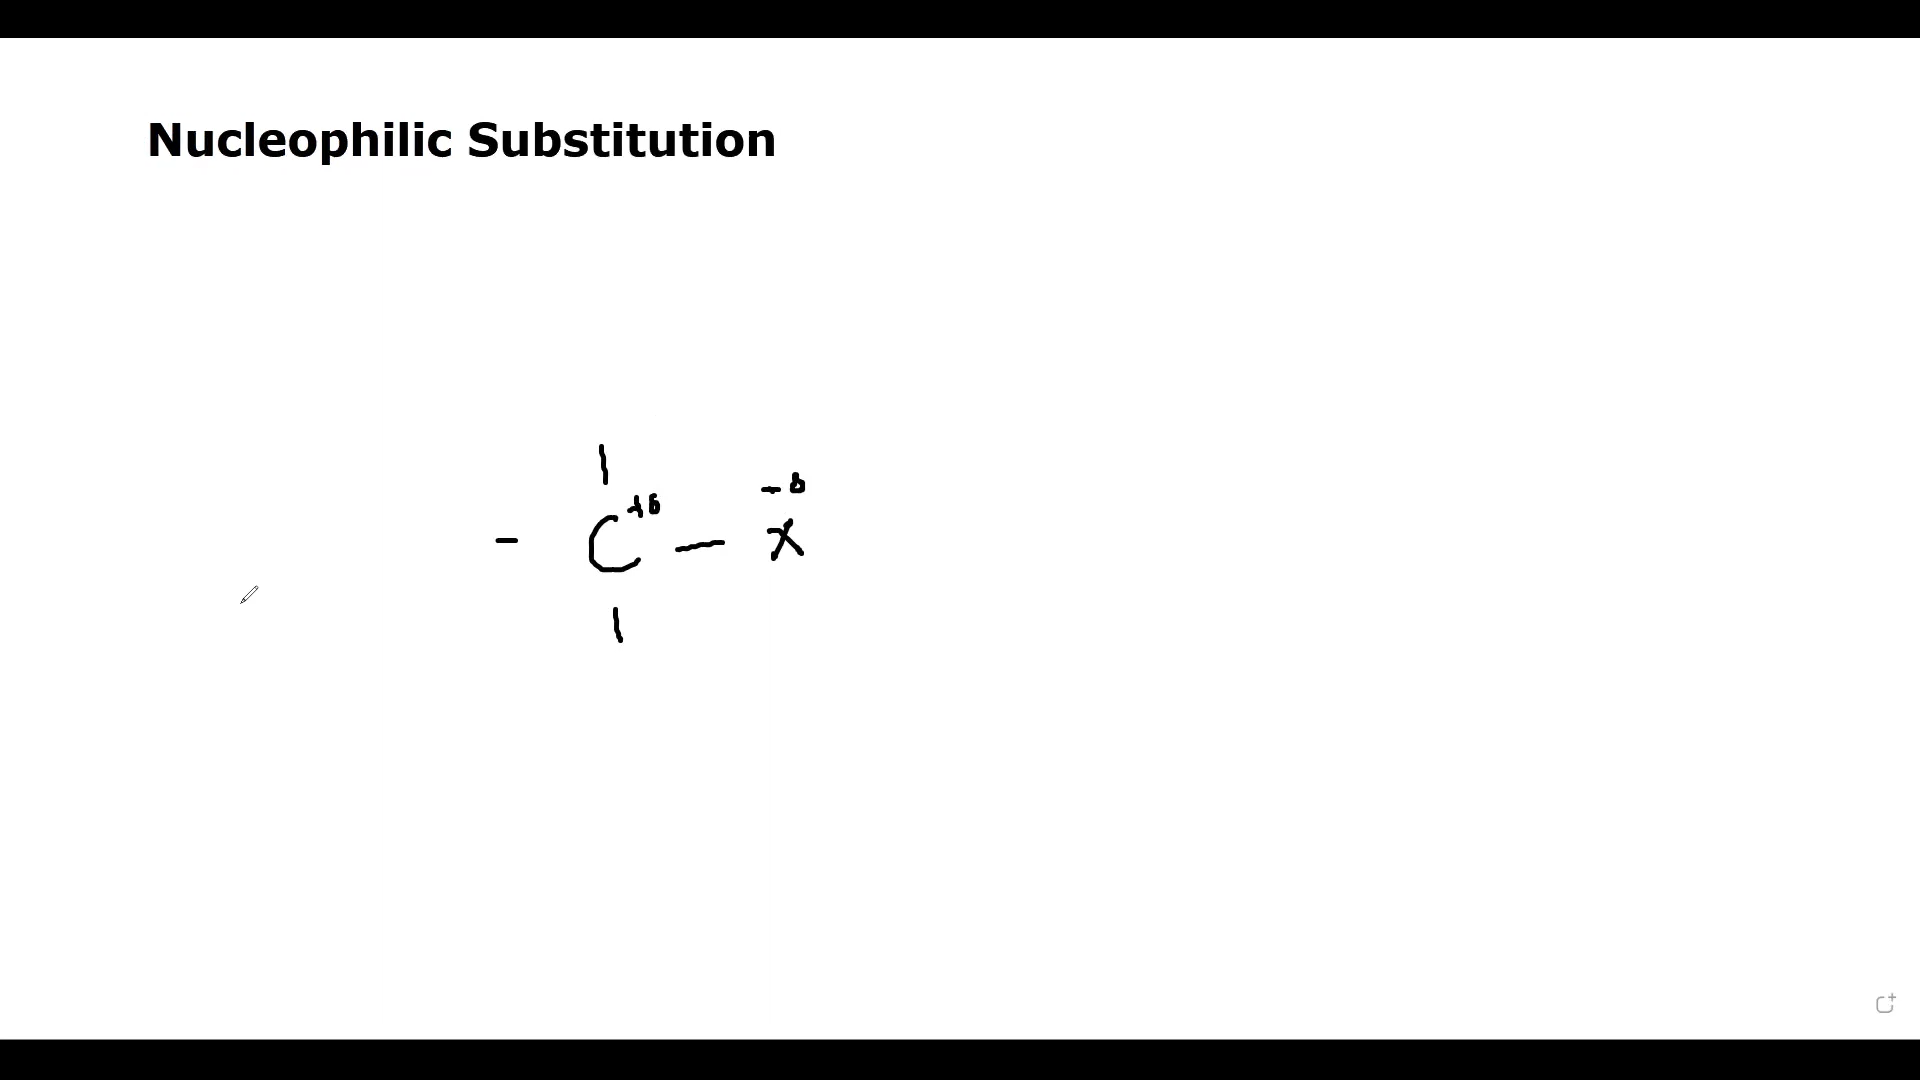 Nucleophilic Substitution
+δ -δ
C — X